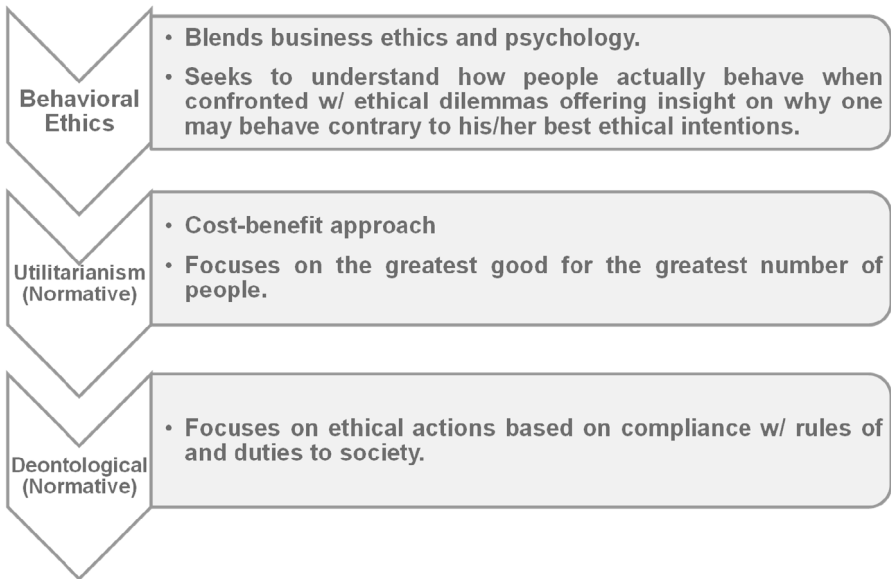 Behavioral
Ethics
• Blends business ethics and psychology.
• Seeks to understand how people actually behave when
confronted w/ ethical dilemmas offering insight on why one
may behave contrary to his/her best ethical intentions.
Utilitarianism
(Normative)
• Cost-benefit approach
• Focuses on the greatest good for the greatest number of
people.
Deontological
(Normative)
• Focuses on ethical actions based on compliance w/ rules of
and duties to society.